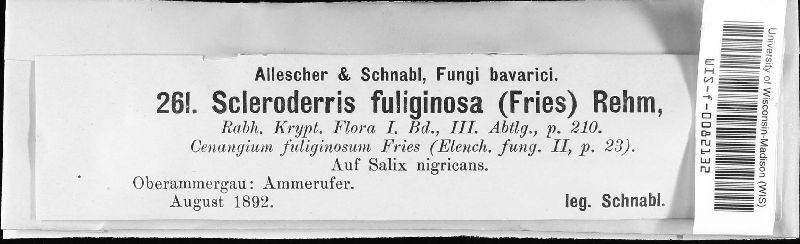 Allescher & Schnabl, Fungi bavarici.
261. Scleroderris fuliginosa (Fries) Rehm,
Rabh. Krypt. Flora I. Bd., III. Abtlg., p. 210.
Cenangium fuliginosum Fries (Elench. fung. II, p. 23).
Auf Salix nigricans.
Oberammergau: Ammerufer.
August 1892.
leg. Schnabl.
WIS-f-0082132
University of Wisconsin-Madison (WIS)